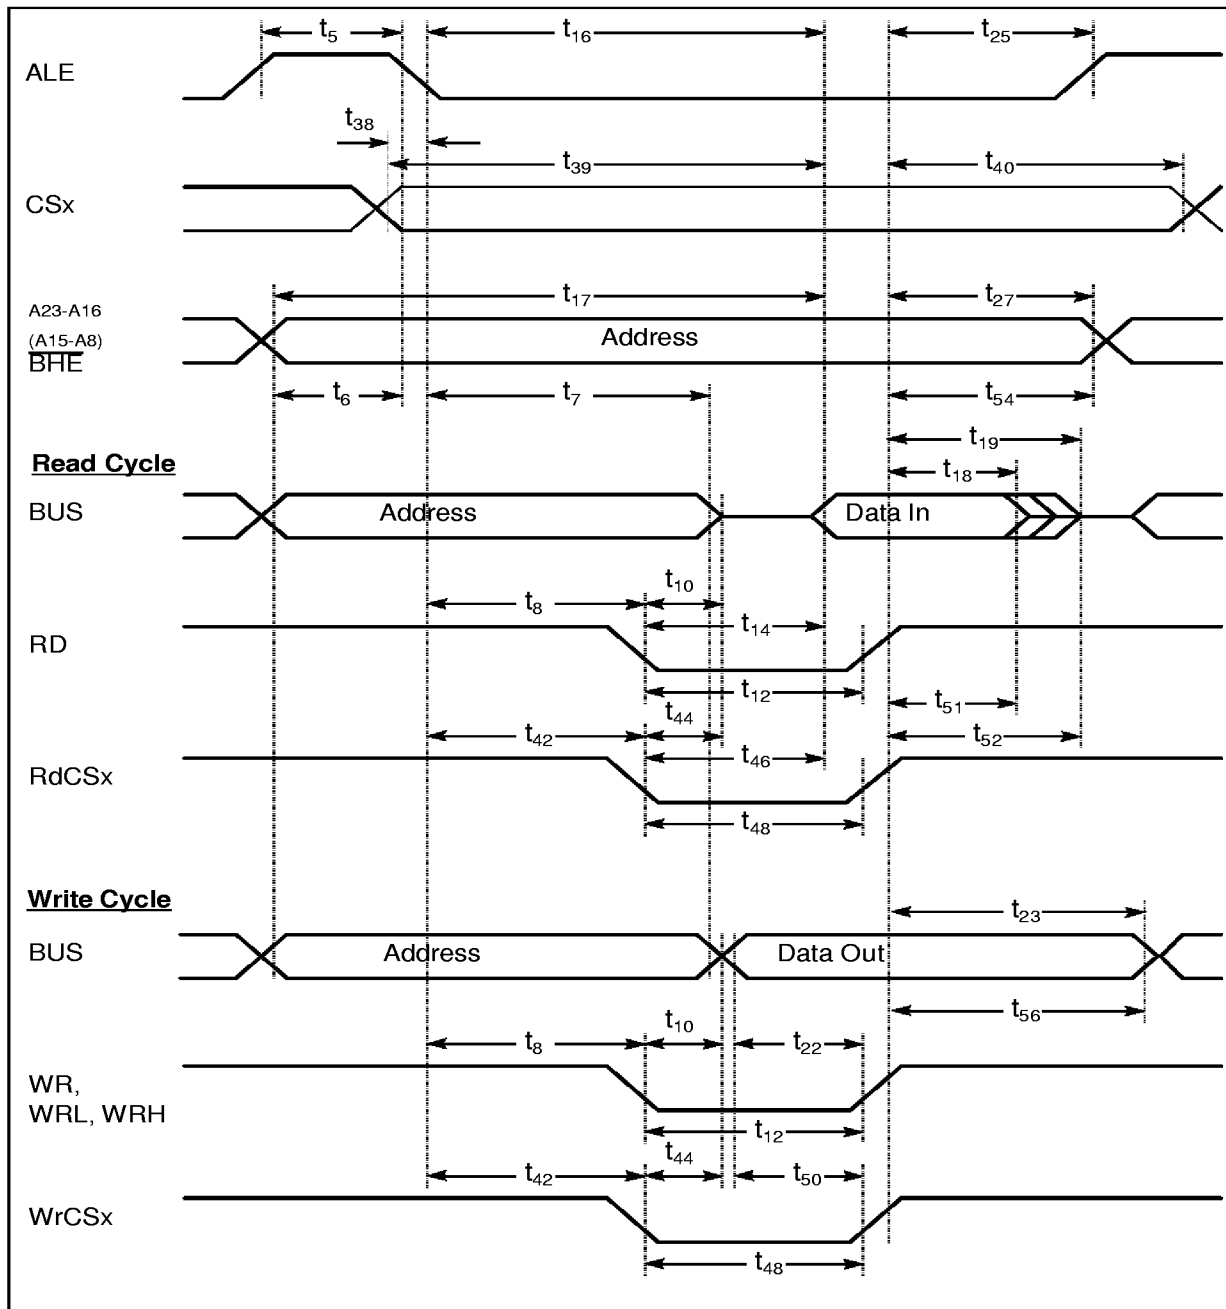 t5 t16 t25
ALE
t38
t39 t40
CSx
t17 t27
A23-A16
(A15-A8)
BHE
Address
t6 t7 t54
t19
Read Cycle
t18
BUS
Address
Data In
t10
t8
t14
RD
t12
t51
t44
t42
t52
t46
RdCSx
t48
Write Cycle
t23
BUS
Address
Data Out
t56
t10
t8 t22
WR,
WRL, WRH
t12
t44
t42 t50
WrCSx
t48